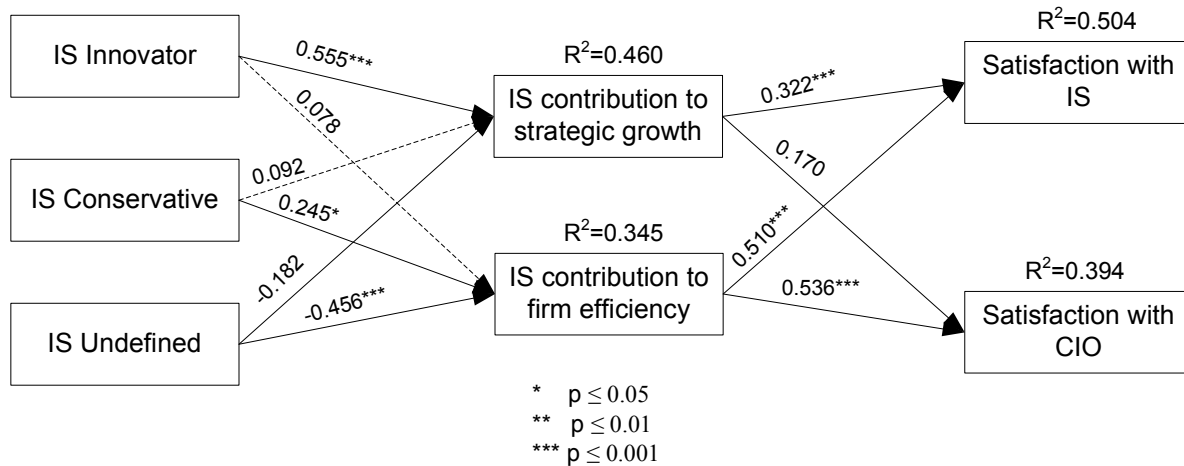 R²=0.504
IS Innovator
0.555***
R²=0.460
0.322***
Satisfaction with
IS
0.078
IS contribution to
strategic growth
0.170
0.092
IS Conservative
0.245*
R²=0.345
0.510***
R²=0.394
-0.182
-0.456***
IS contribution to
firm efficiency
0.536***
IS Undefined
Satisfaction with
CIO
* p ≤ 0.05
** p ≤ 0.01
*** p ≤ 0.001